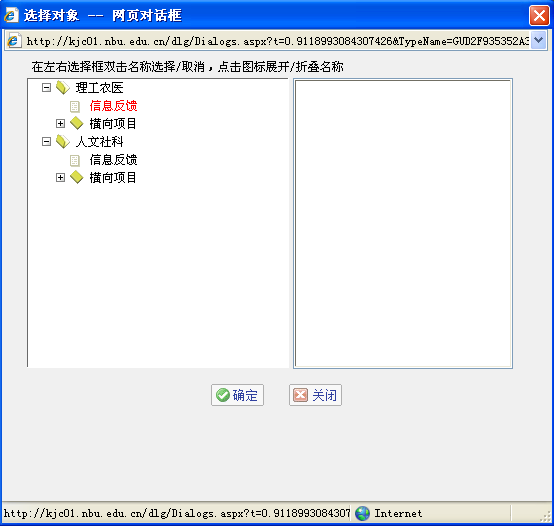 选择对象 -- 网页对话框
http://kjc01.nbu.edu.cn/dlg/Dialogs.aspx?t=0.9118993084307426&TypeName=GUD2F935352A3
在左右选择框双击名称选择/取消，点击图标展开/折叠名称
理工农医
信息反馈
横向项目
人文社科
信息反馈
横向项目
确定 关闭
http://kjc01.nbu.edu.cn/dlg/Dialogs.aspx?t=0.9118993084307 Internet